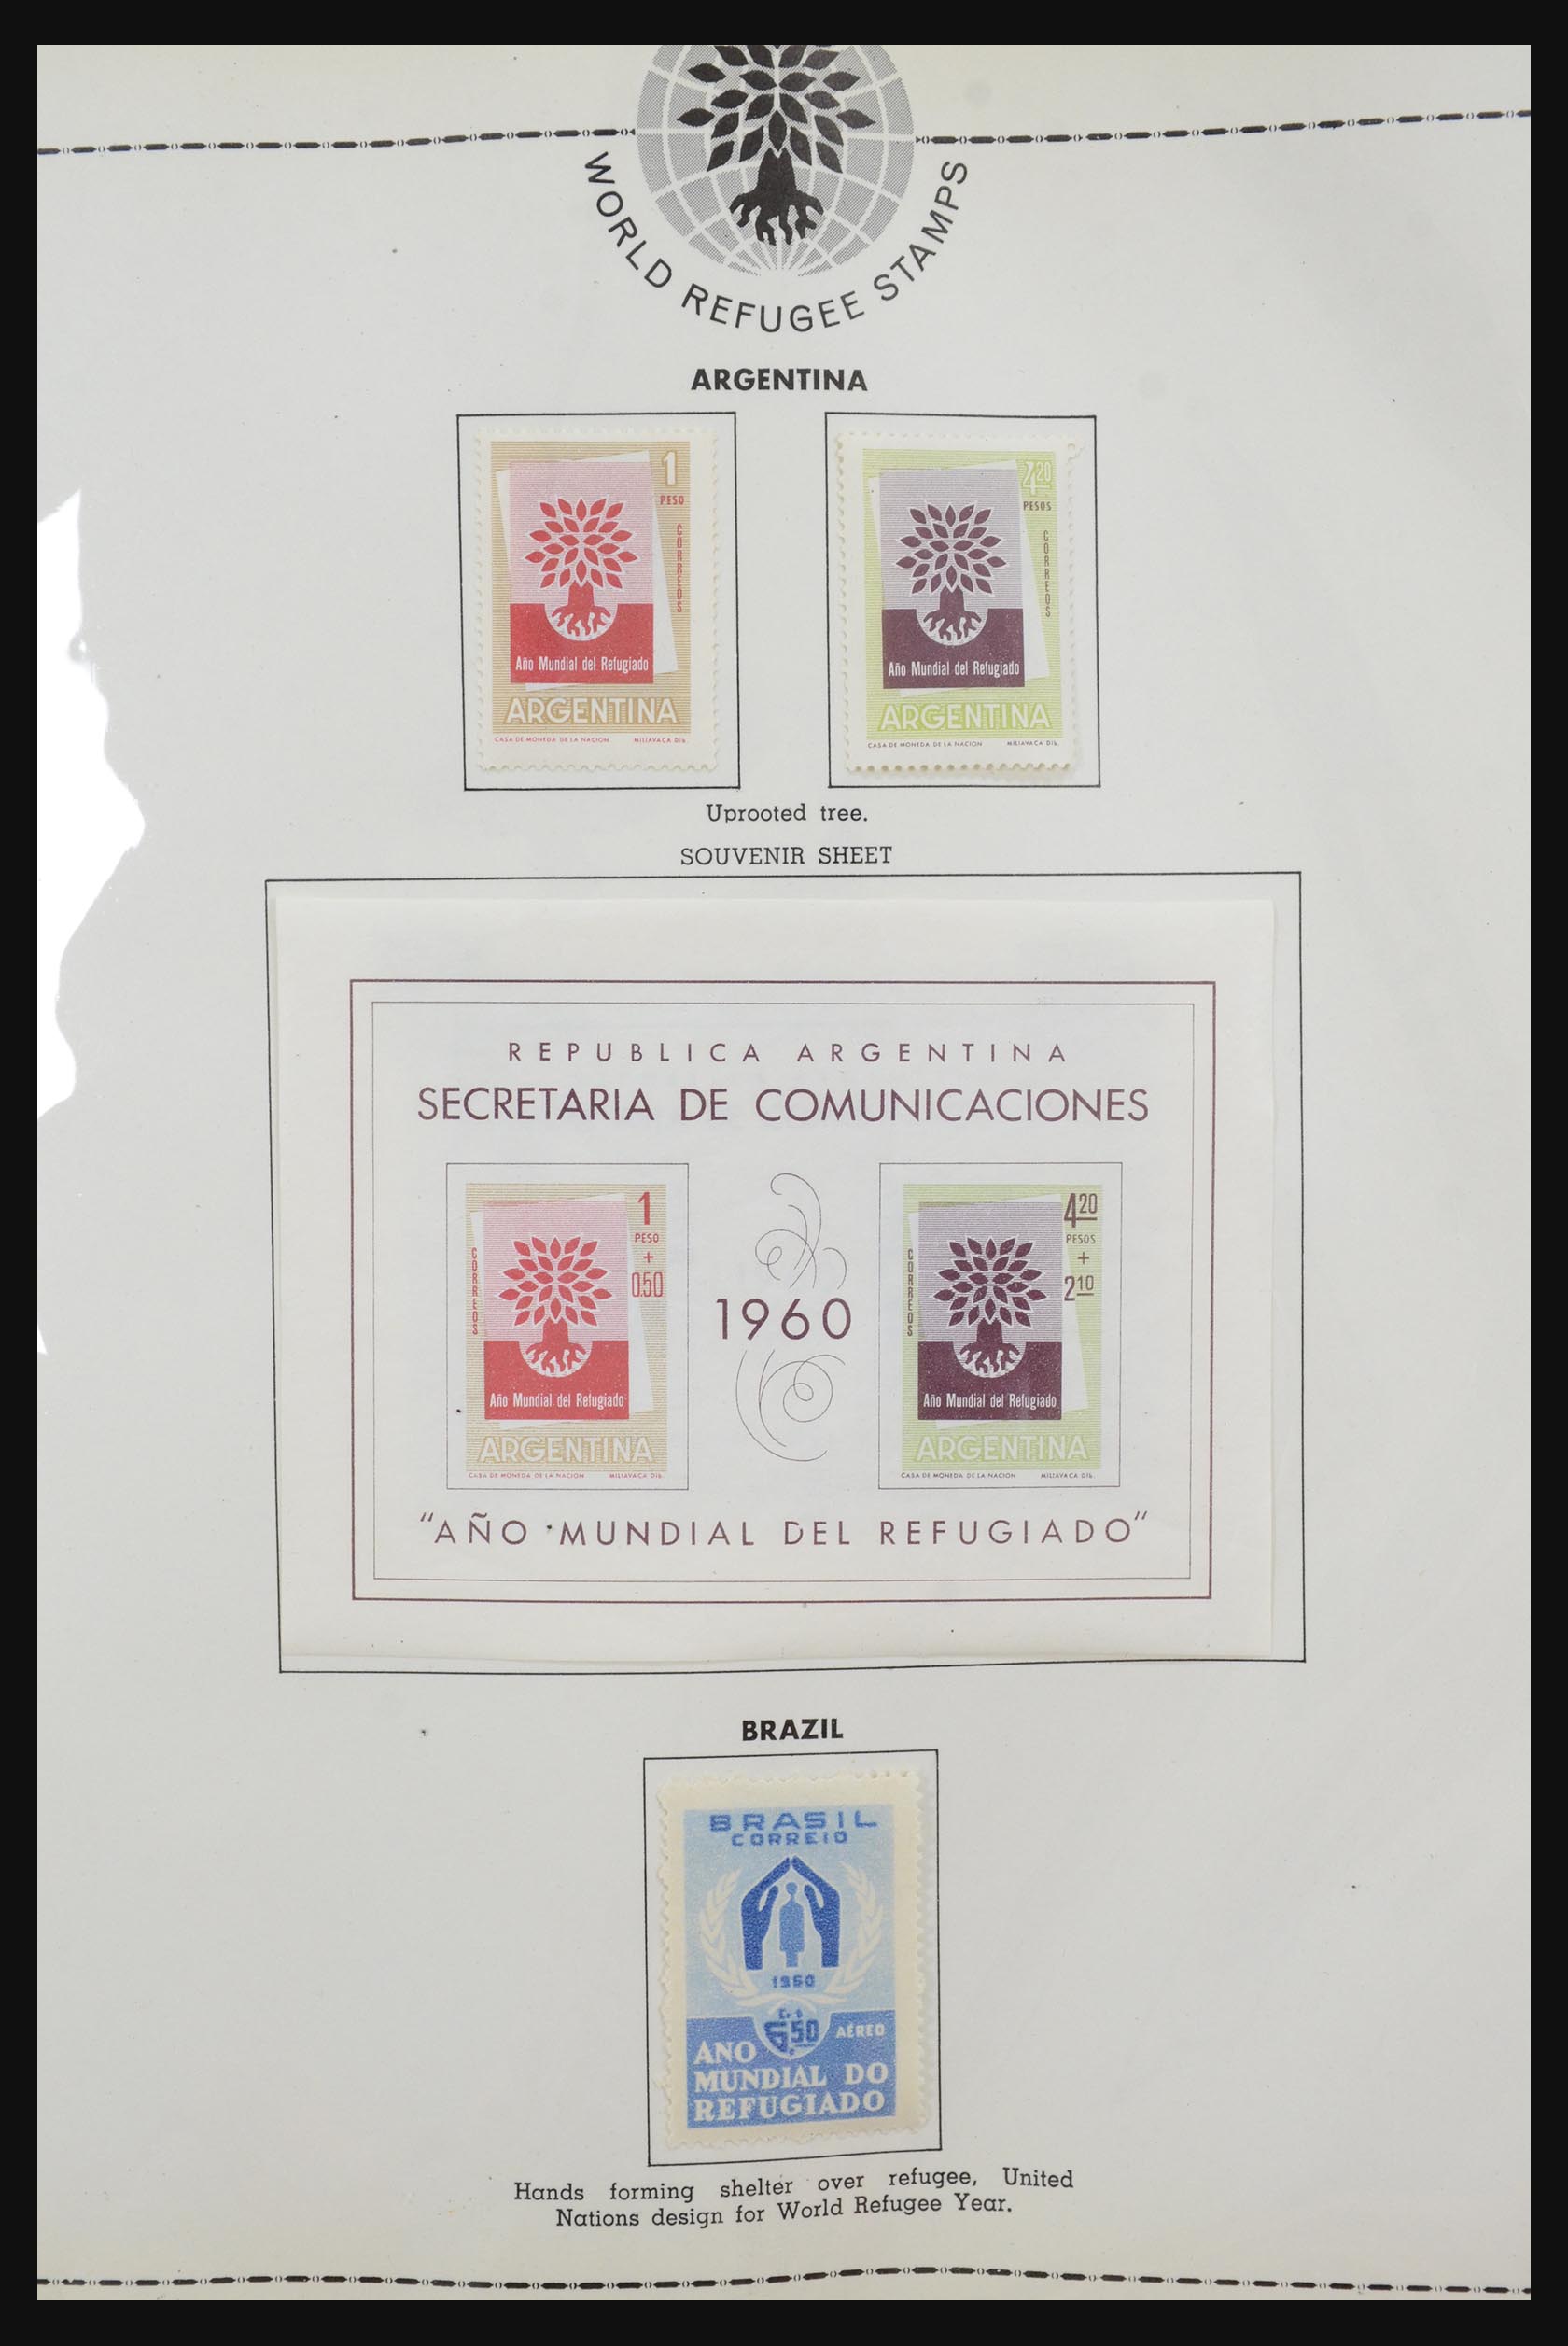 WORLD REFUGEE STAMPS
ARGENTINA
1
PESO
CORREOS
Año Mundial del Refugiado
ARGENTINA
CASA DE MONEDA DE LA NACION MILIAVACA DIb.
4 20
PESOS
CORREOS
Año Mundial del Refugiado
ARGENTINA
CASA DE MONEDA DE LA NACION MILIAVACA DIb.
Uprooted tree.
SOUVENIR SHEET
REPUBLICA ARGENTINA
SECRETARIA DE COMUNICACIONES
1
PESO
+
0.50
CORREOS
Año Mundial del Refugiado
ARGENTINA
CASA DE MONEDA DE LA NACION MILIAVACA DIb.
1960
4 20
PESOS
+
2 10
CORREOS
Año Mundial del Refugiado
ARGENTINA
CASA DE MONEDA DE LA NACION MILIAVACA DIb.
"AÑO MUNDIAL DEL REFUGIADO"
BRAZIL
BRASIL
CORREIO
1960
Cr$
6,50
AÉREO
ANO
MUNDIAL DO
REFUGIADO
Hands forming shelter over refugee, United
Nations design for World Refugee Year.